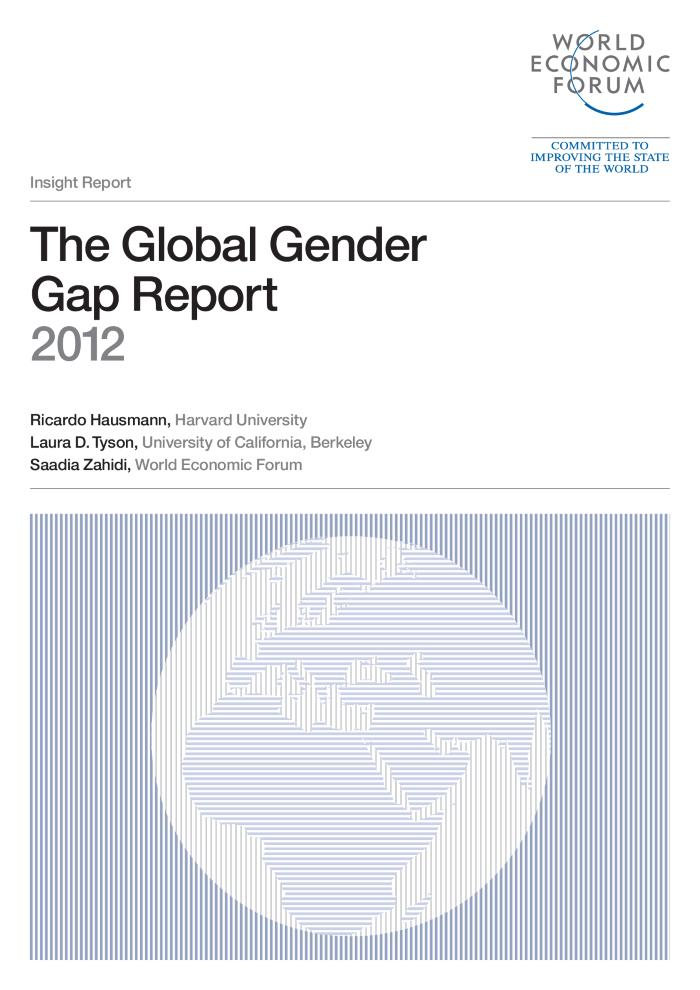 WORLD
ECONOMIC
FORUM
COMMITTED TO
IMPROVING THE STATE
OF THE WORLD
Insight Report
The Global Gender
Gap Report
2012
Ricardo Hausmann, Harvard University
Laura D. Tyson, University of California, Berkeley
Saadia Zahidi, World Economic Forum